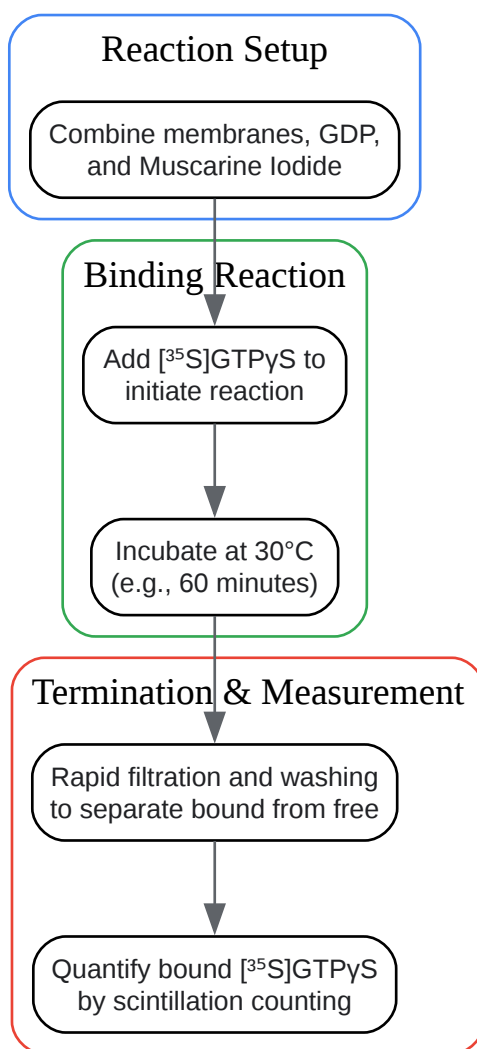 Reaction Setup
Combine membranes, GDP,
and Muscarine Iodide
Binding Reaction
Add [³⁵S]GTPγS to
initiate reaction
Incubate at 30°C
(e.g., 60 minutes)
Termination & Measurement
Rapid filtration and washing
to separate bound from free
Quantify bound [³⁵S]GTPγS
by scintillation counting